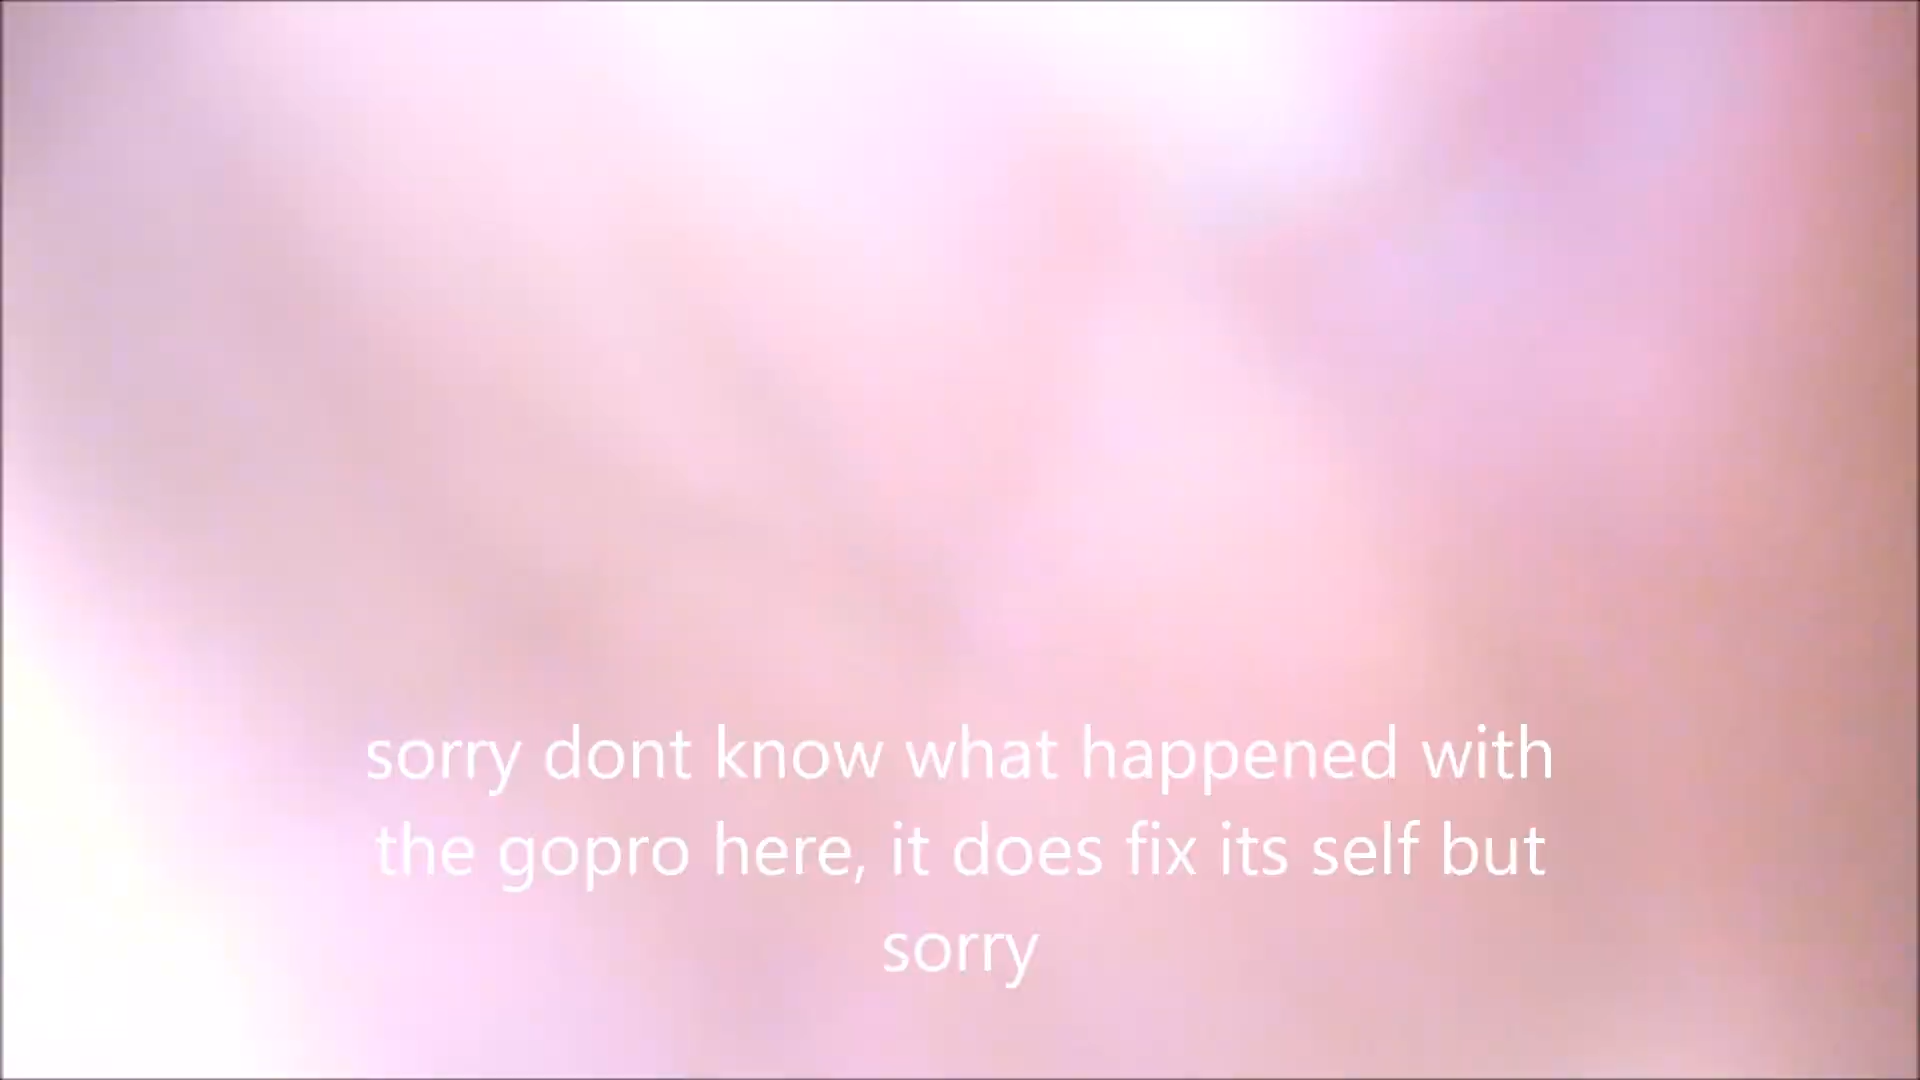 sorry dont know what happened with
the gopro here, it does fix its self but
sorry